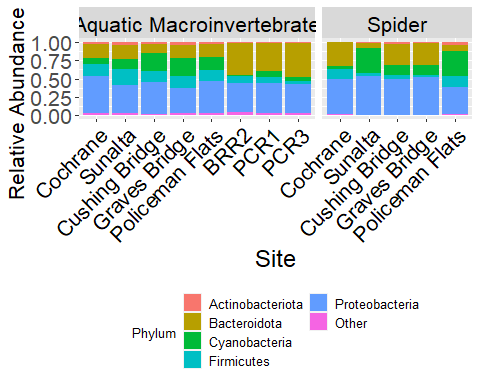 Aquatic Macroinvertebrate
Spider
Relative Abundance
1.00
0.75
0.50
0.25
0.00
Cochrane
Sunalta
Cushing Bridge
Graves Bridge
Policeman Flats
BRR2
PCR1
PCR3
Cochrane
Sunalta
Cushing Bridge
Graves Bridge
Policeman Flats
Site
Phylum
Actinobacteriota
Bacteroidota
Cyanobacteria
Firmicutes
Proteobacteria
Other